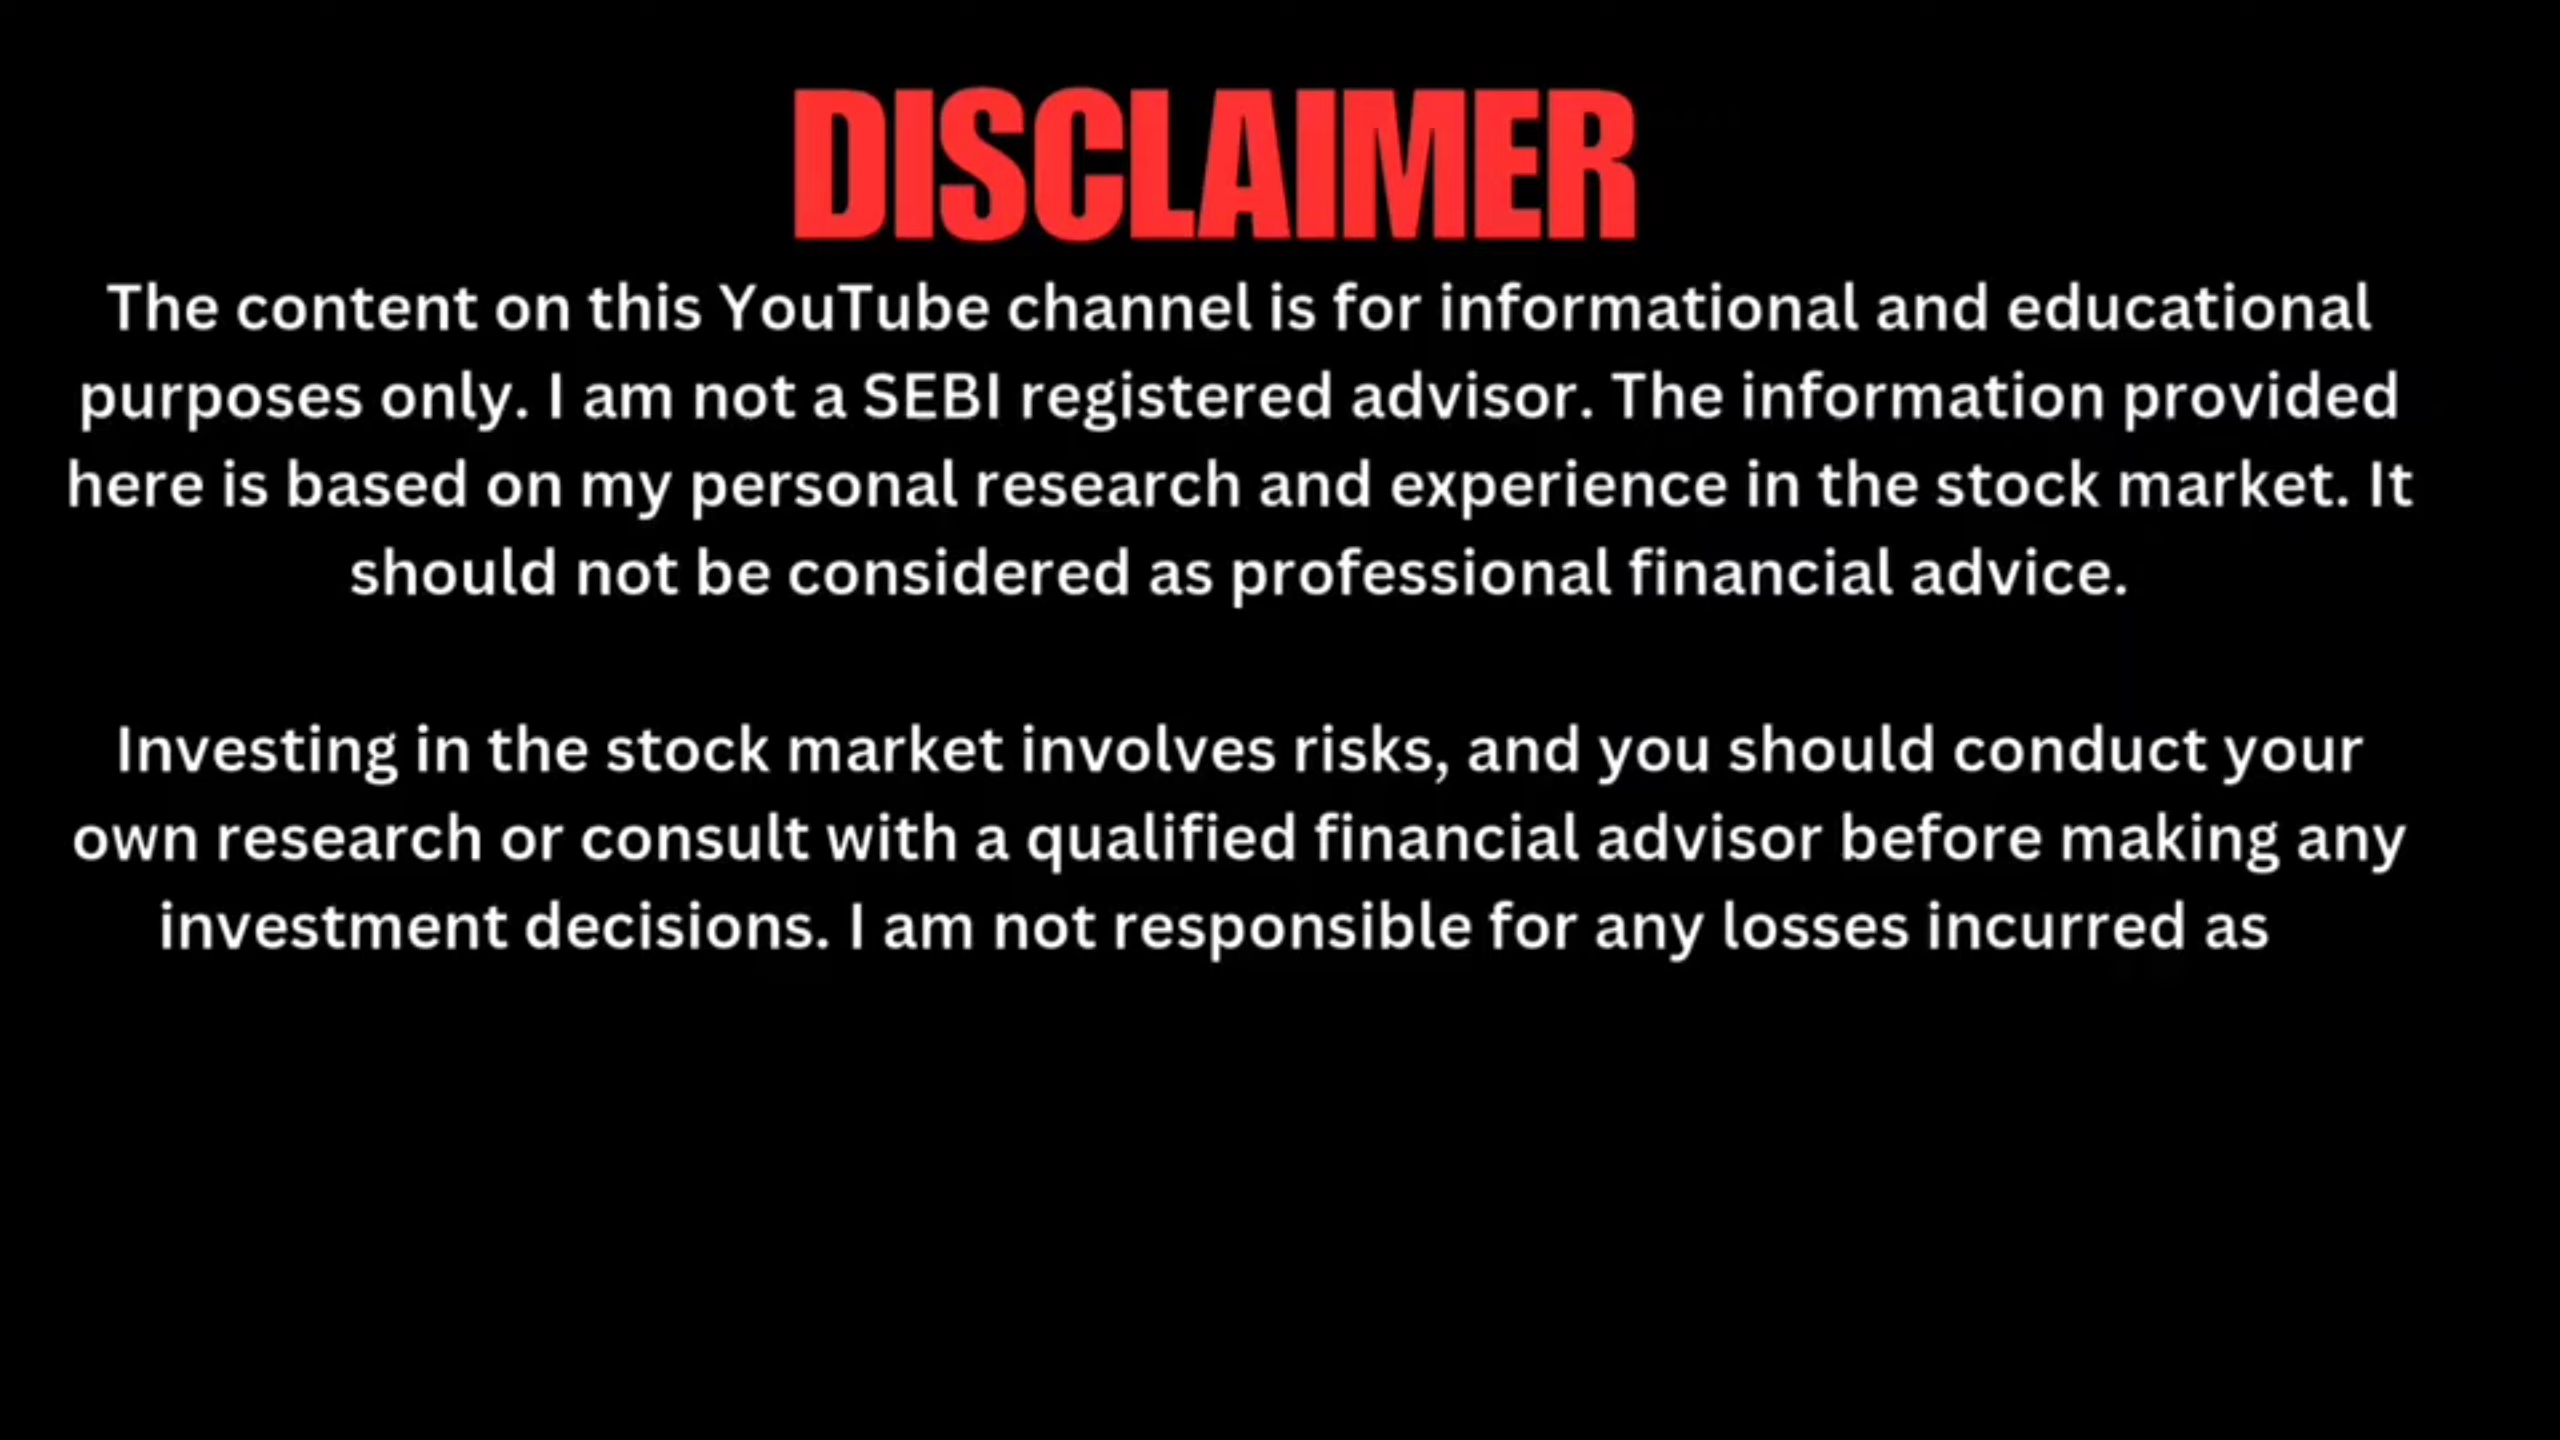 DISCLAIMER
The content on this YouTube channel is for informational and educational
purposes only. I am not a SEBI registered advisor. The information provided
here is based on my personal research and experience in the stock market. It
should not be considered as professional financial advice.
Investing in the stock market involves risks, and you should conduct your
own research or consult with a qualified financial advisor before making any
investment decisions. I am not responsible for any losses incurred as